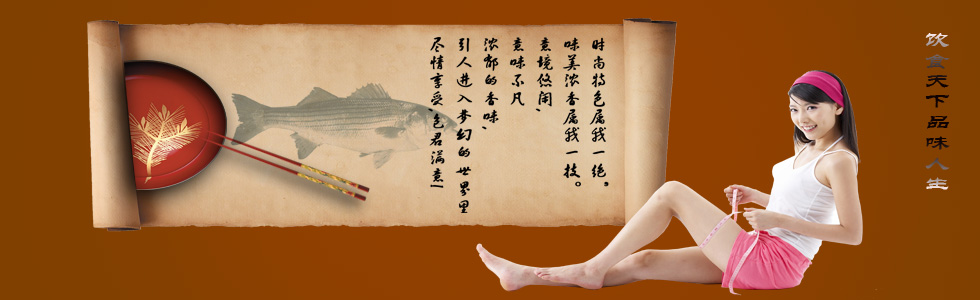 饮食天下品味人生
时尚特色属我一绝。
味美浓香属我一技。
意境悠闲、
意味不凡
浓郁的香味、
引人进入梦幻的世界里
尽情享受、包君满意!